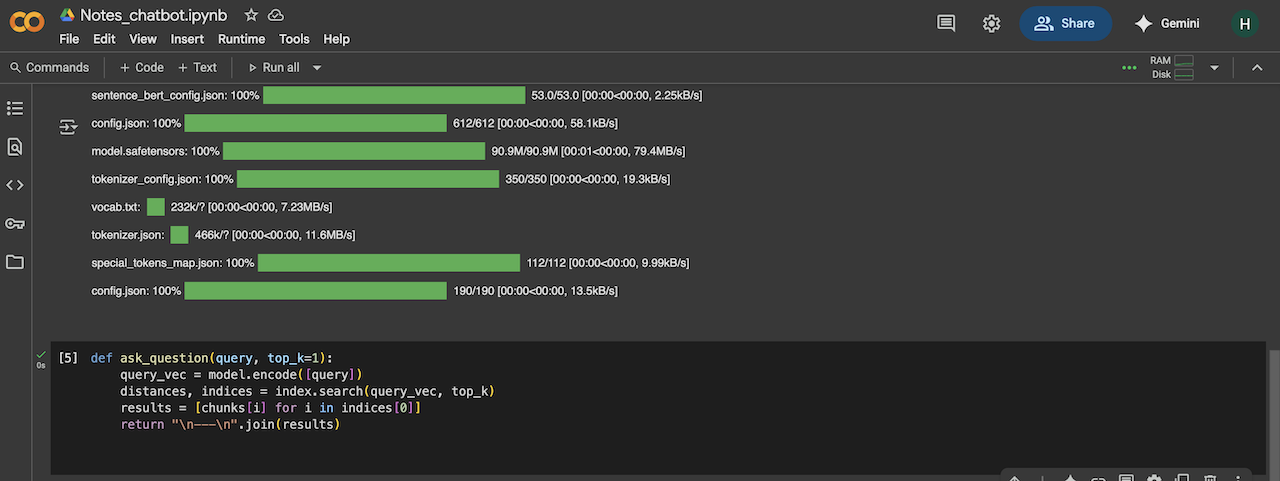 Notes_chatbot.ipynb
File Edit View Insert Runtime Tools Help
Share
Gemini
H
Commands + Code + Text Run all
RAM
Disk
sentence_bert_config.json: 100% 53.0/53.0 [00:00<00:00, 2.25kB/s]
config.json: 100% 612/612 [00:00<00:00, 58.1kB/s]
model.safetensors: 100% 90.9M/90.9M [00:01<00:00, 79.4MB/s]
tokenizer_config.json: 100% 350/350 [00:00<00:00, 19.3kB/s]
vocab.txt: 232k/? [00:00<00:00, 7.23MB/s]
tokenizer.json: 466k/? [00:00<00:00, 11.6MB/s]
special_tokens_map.json: 100% 112/112 [00:00<00:00, 9.99kB/s]
config.json: 100% 190/190 [00:00<00:00, 13.5kB/s]
0s
[5] def ask_question(query, top_k=1):
    query_vec = model.encode([query])
    distances, indices = index.search(query_vec, top_k)
    results = [chunks[i] for i in indices[0]]
    return "\n---\n".join(results)